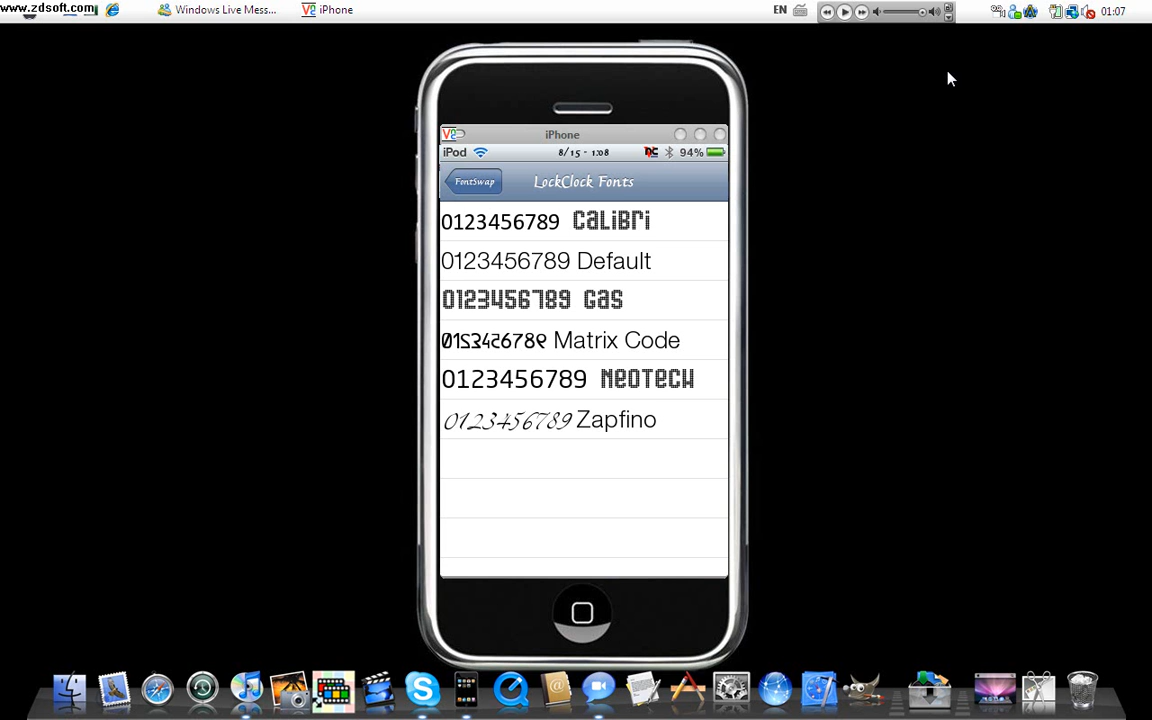 www.zdsoft.com
Windows Live Mess...
iPhone
EN
01:07
iPhone
iPod 8/15 - 1:08 94%
FontSwap LockClock Fonts
0123456789 Calibri
0123456789 Default
0123456789 Gas
0123456789 Matrix Code
0123456789 Neotech
0123456789 Zapfino